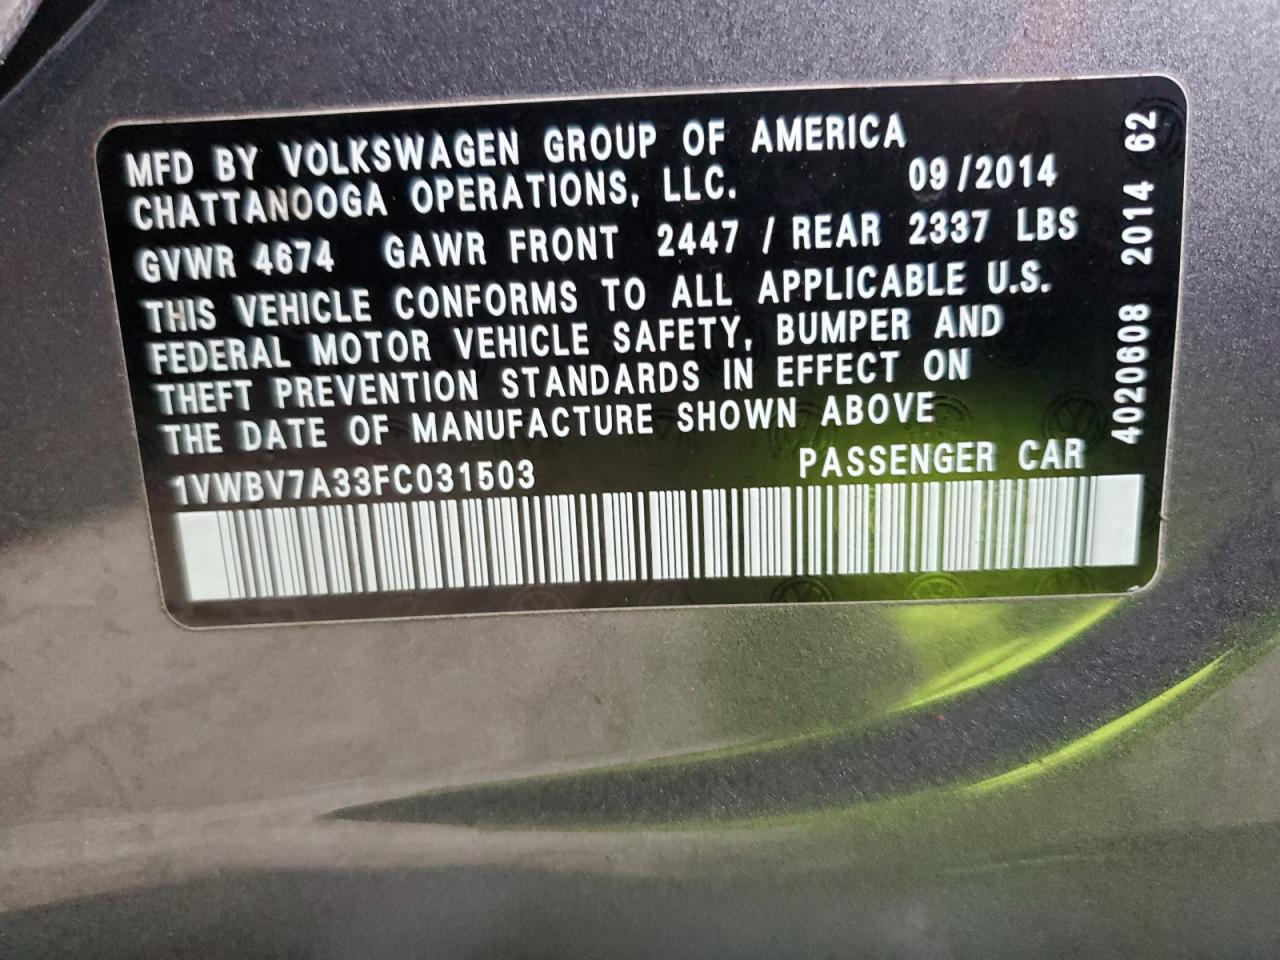 MFD BY VOLKSWAGEN GROUP OF AMERICA
CHATTANOOGA OPERATIONS, LLC. 09/2014
GVWR 4674 GAWR FRONT 2447 / REAR 2337 LBS
THIS VEHICLE CONFORMS TO ALL APPLICABLE U.S.
FEDERAL MOTOR VEHICLE SAFETY, BUMPER AND
THEFT PREVENTION STANDARDS IN EFFECT ON
THE DATE OF MANUFACTURE SHOWN ABOVE
1VWBV7A33FC031503 PASSENGER CAR
4020608 2014 62